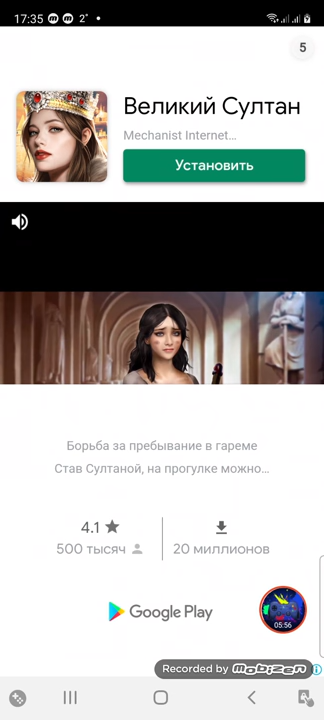 17:35 2°
5
Великий Султан
Mechanist Internet...
Установить
Борьба за пребывание в гареме
Став Султаной, на прогулке можно...
4.1
500 тысяч
20 миллионов
Google Play
05:56
Recorded by MOBIZEN